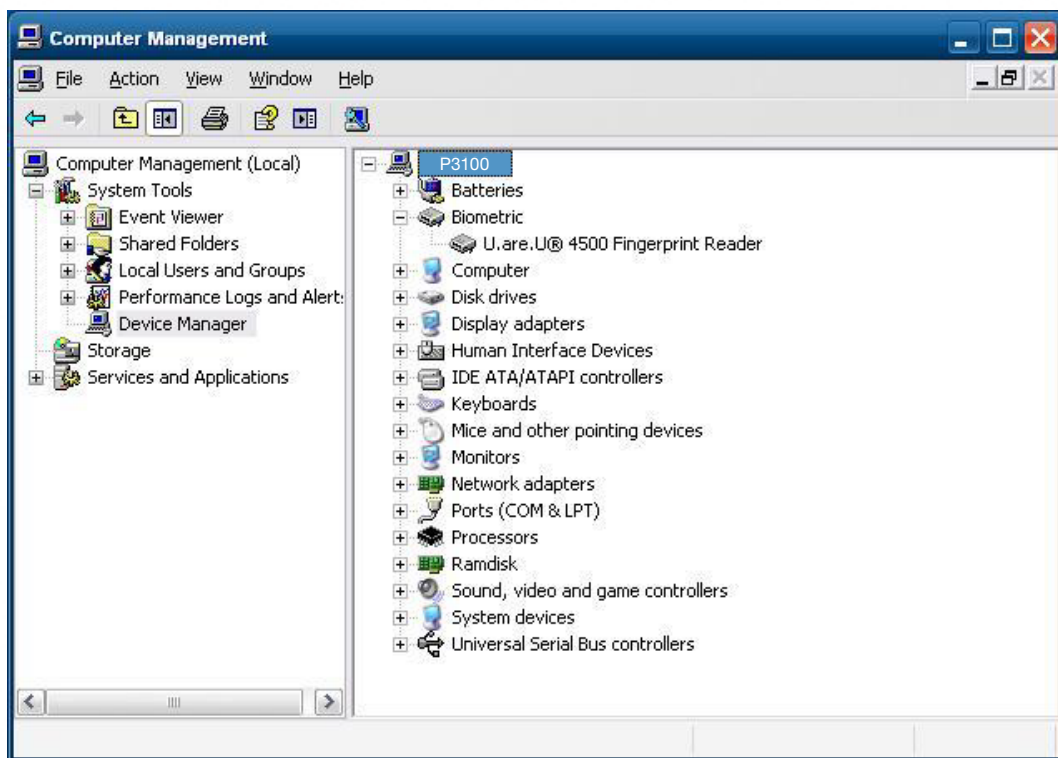 Computer Management
File Action View Window Help
Computer Management (Local)
System Tools
Event Viewer
Shared Folders
Local Users and Groups
Performance Logs and Alert:
Device Manager
Storage
Services and Applications
P3100
Batteries
Biometric
U.are.U® 4500 Fingerprint Reader
Computer
Disk drives
Display adapters
Human Interface Devices
IDE ATA/ATAPI controllers
Keyboards
Mice and other pointing devices
Monitors
Network adapters
Ports (COM & LPT)
Processors
Ramdisk
Sound, video and game controllers
System devices
Universal Serial Bus controllers